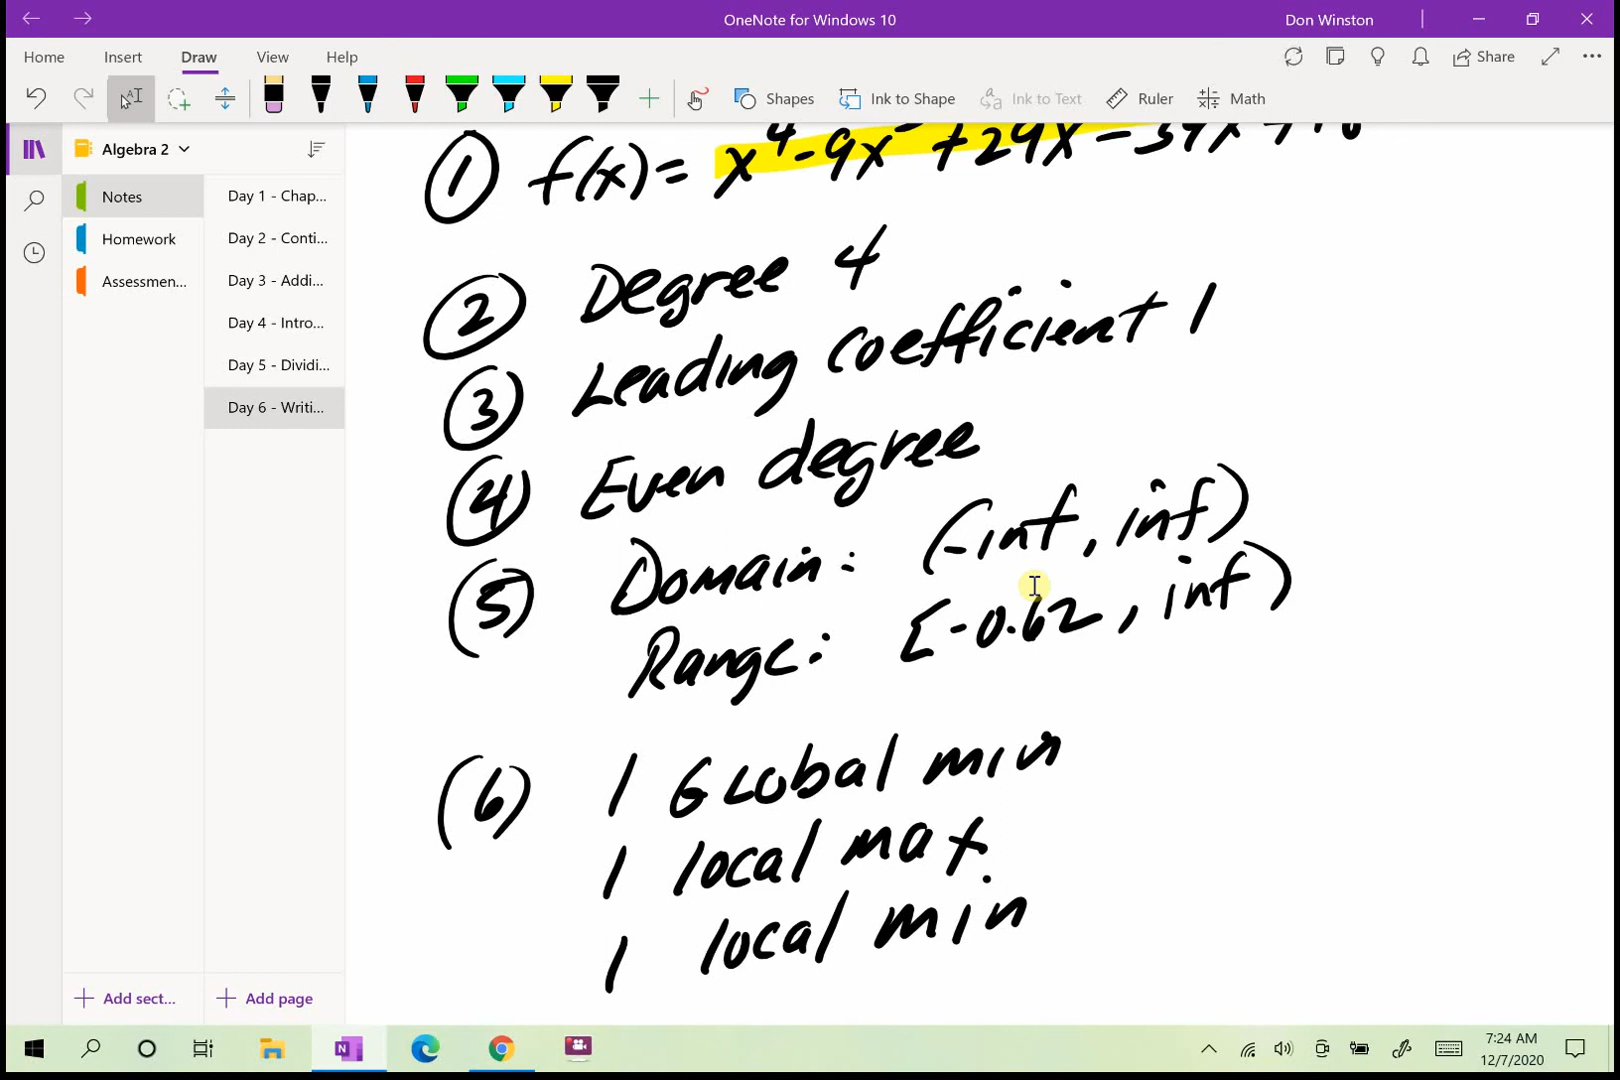 OneNote for Windows 10
Don Winston
Home Insert Draw View Help
Share
Shapes Ink to Shape Ink to Text Ruler Math
Algebra 2
Notes
Homework
Assessmen...
Day 1 - Chap...
Day 2 - Conti...
Day 3 - Addi...
Day 4 - Intro...
Day 5 - Dividi...
Day 6 - Writi...
Add sect...
Add page
① f(x)= x⁴-9x
② Degree 4
③ Leading coefficient 1
④ Even degree
(5) Domain: (-inf, inf)
Range: [-0.62, inf)
(6) 1 Global min
1 local max
1 local min
7:24 AM
12/7/2020